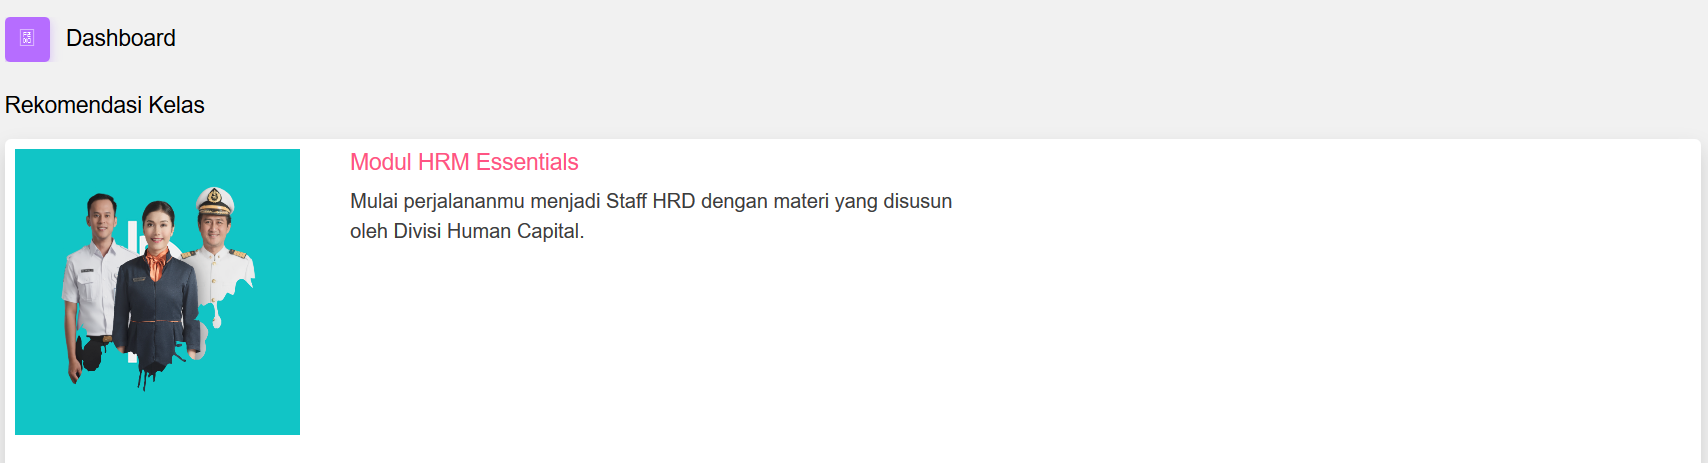 Dashboard
Rekomendasi Kelas
Modul HRM Essentials
Mulai perjalananmu menjadi Staff HRD dengan materi yang disusun
oleh Divisi Human Capital.